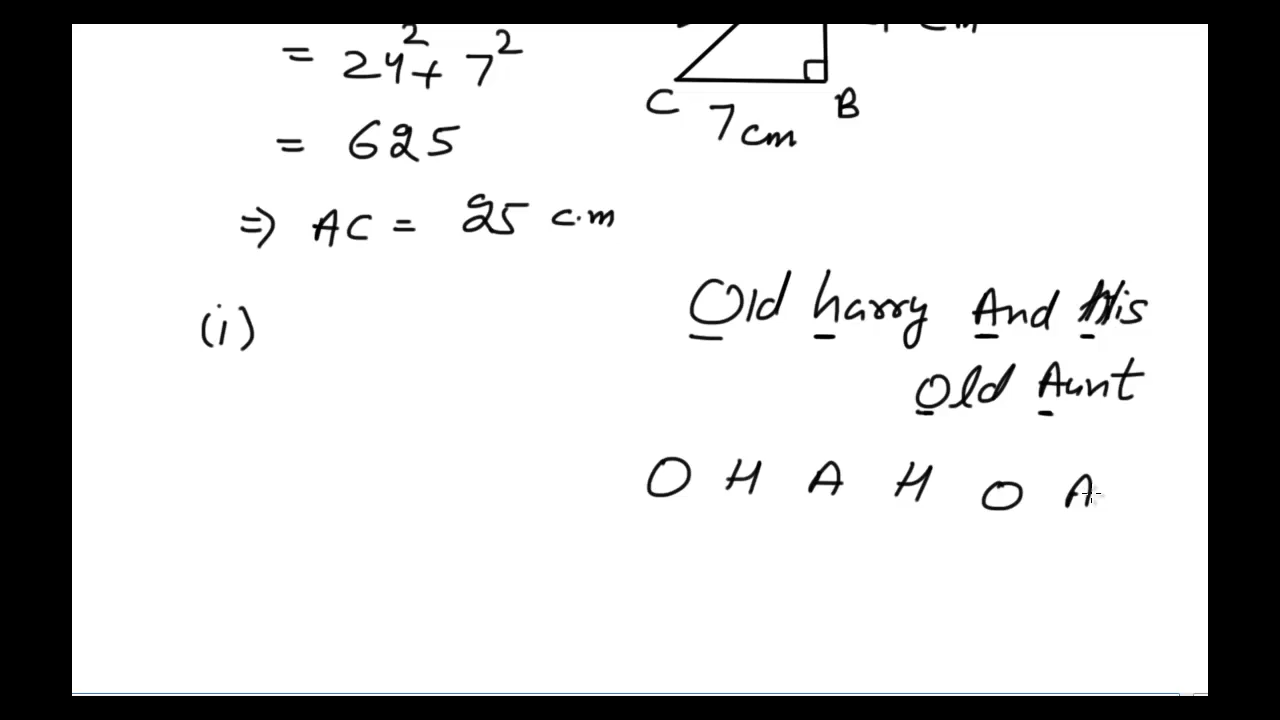 = 24² + 7²
C
B
7cm
= 625
⇒ AC = 25 c.m
(i)
Old harry And His
Old Aunt
O H A H O A